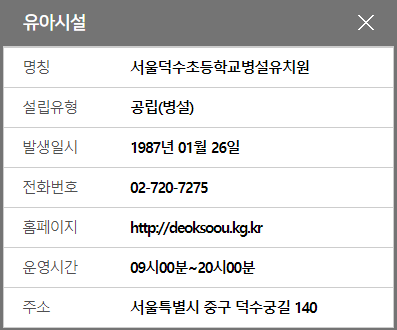 유아시설
명칭 서울덕수초등학교병설유치원
설립유형 공립(병설)
발생일시 1987년 01월 26일
전화번호 02-720-7275
홈페이지 http://deoksoou.kg.kr
운영시간 09시00분~20시00분
주소 서울특별시 중구 덕수궁길 140